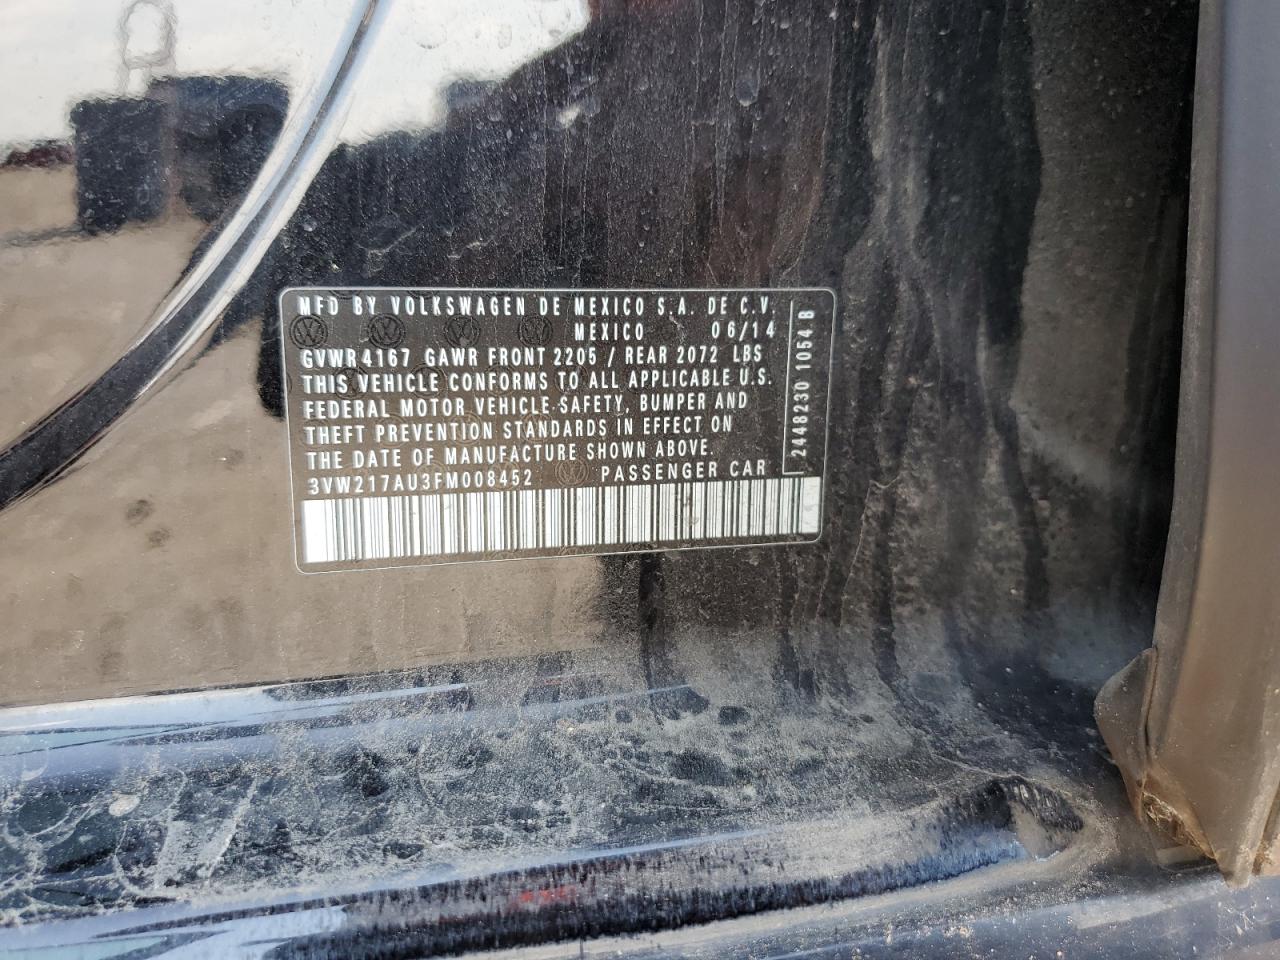 MFD BY VOLKSWAGEN DE MEXICO S.A. DE C.V.
MEXICO 06/14
GVWR 4167 GAWR FRONT 2205 / REAR 2072 LBS
THIS VEHICLE CONFORMS TO ALL APPLICABLE U.S.
FEDERAL MOTOR VEHICLE SAFETY, BUMPER AND
THEFT PREVENTION STANDARDS IN EFFECT ON
THE DATE OF MANUFACTURE SHOWN ABOVE.
3VW217AU3FM008452 PASSENGER CAR
2448230 1054 B